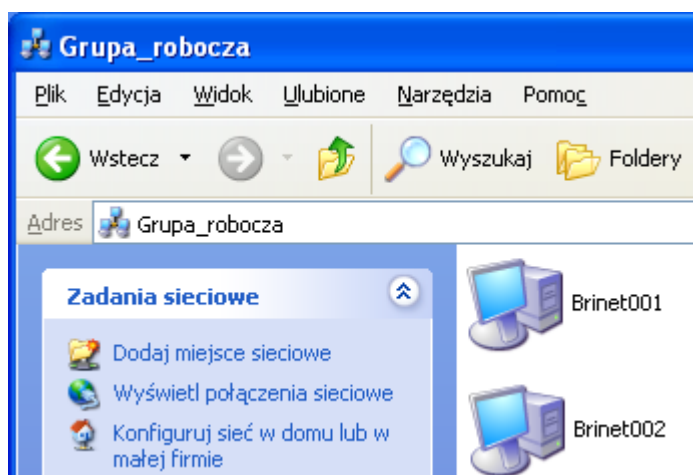 Grupa_robocza
Plik Edycja Widok Ulubione Narzędzia Pomoc
Wstecz Wyszukaj Foldery
Adres Grupa_robocza
Zadania sieciowe
Dodaj miejsce sieciowe
Wyświetl połączenia sieciowe
Konfiguruj sieć w domu lub w
małej firmie
Brinet001
Brinet002